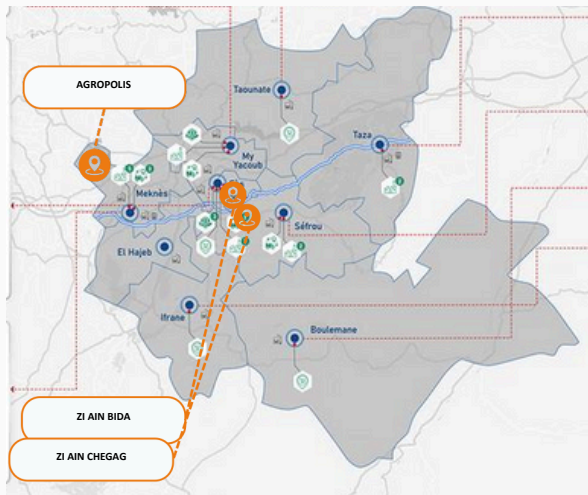 AGROPOLIS
Taounate
Taza
My
Yacoub
Meknès
Séfrou
El Hajeb
Ifrane
Boulemane
ZI AIN BIDA
ZI AIN CHEGAG